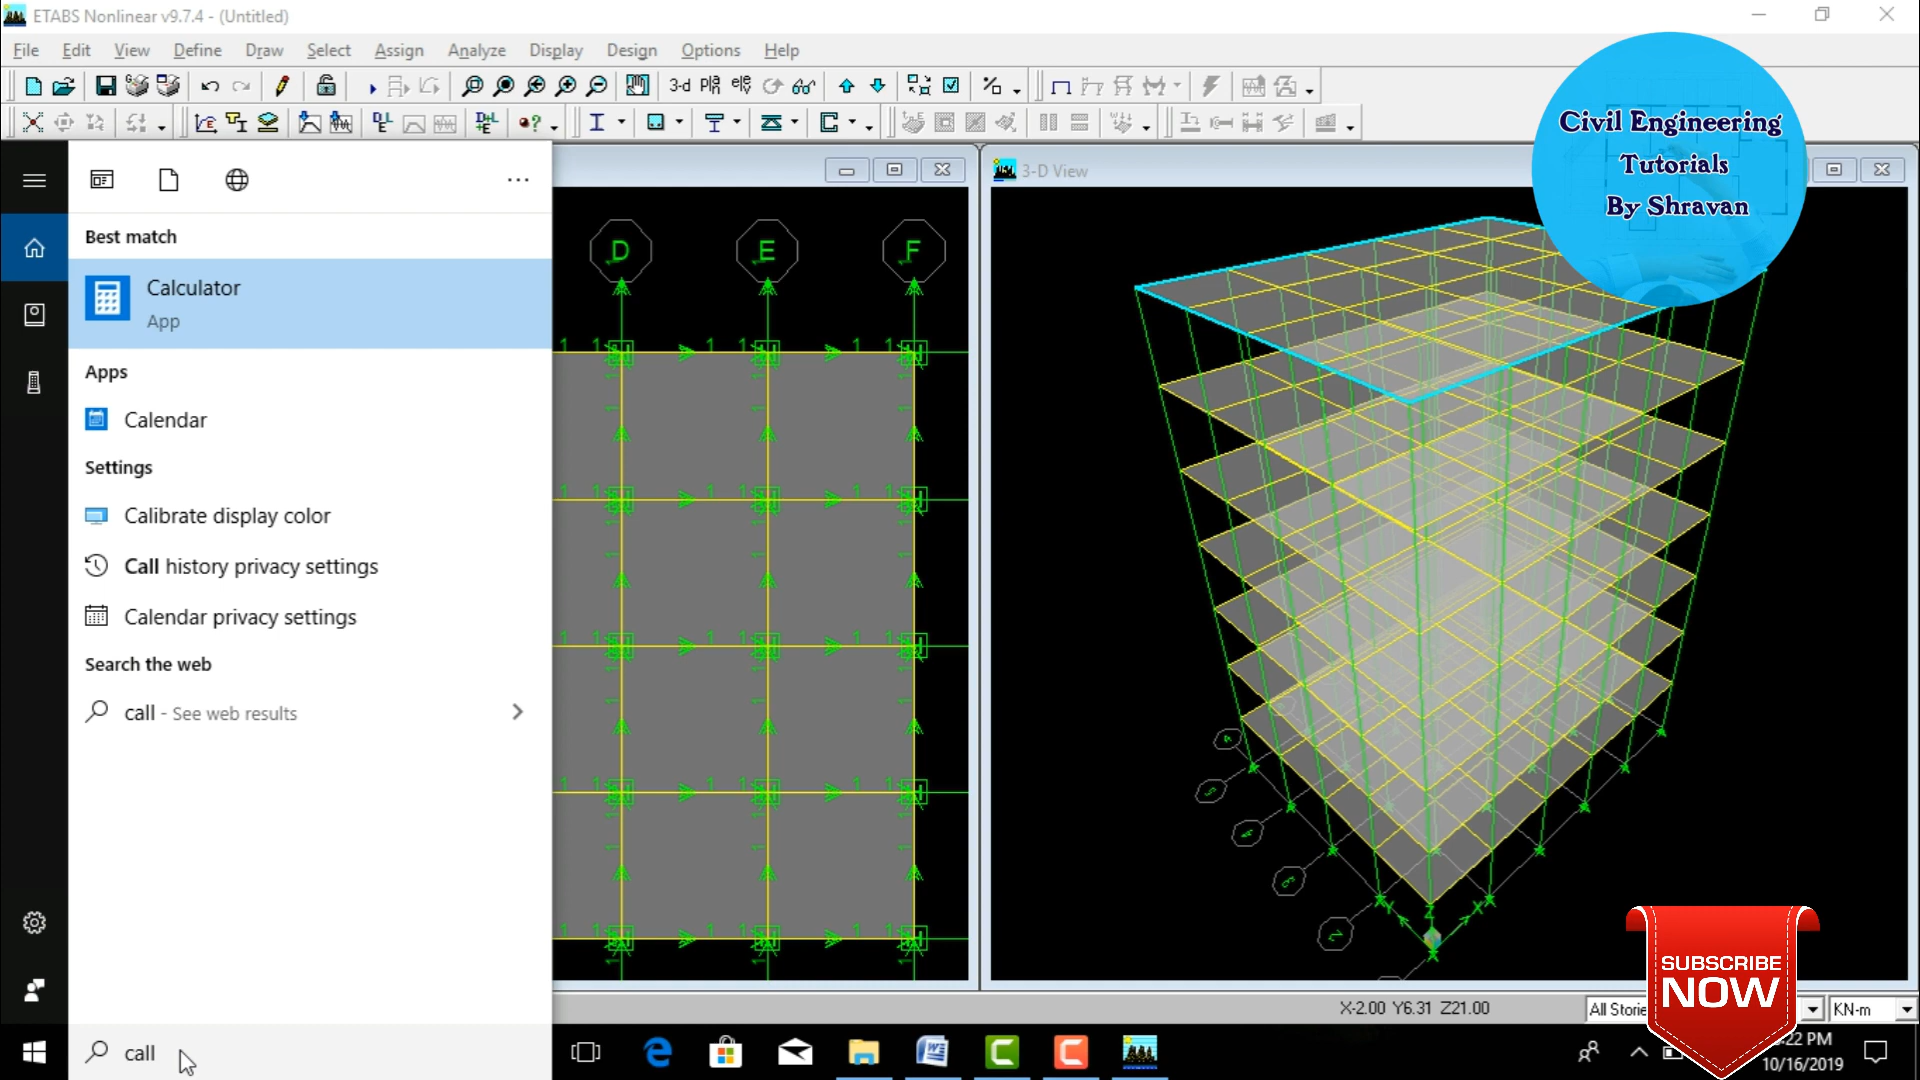 ETABS Nonlinear v9.7.4 - (Untitled)
File Edit View Define Draw Select Assign Analyze Display Design Options Help
3-d
Civil Engineering
Tutorials
By Shravan
3-D View
Best match
Calculator
App
Apps
Calendar
Settings
Calibrate display color
Call history privacy settings
Calendar privacy settings
Search the web
call - See web results
D E F
X-2.00 Y6.31 Z21.00
All Storie
KN-m
SUBSCRIBE
NOW
call
:22 PM
10/16/2019